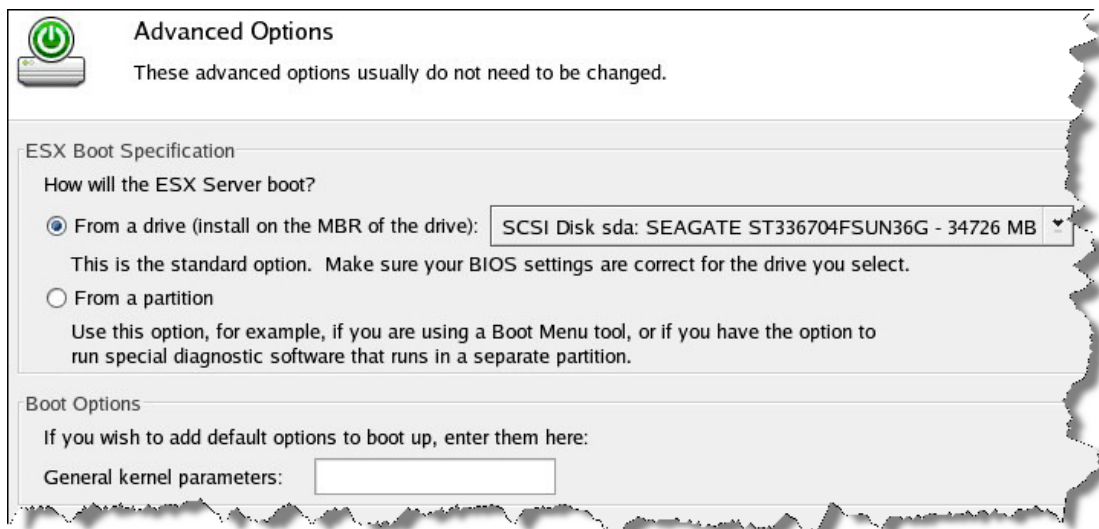 Advanced Options
These advanced options usually do not need to be changed.
ESX Boot Specification
How will the ESX Server boot?
From a drive (install on the MBR of the drive): SCSI Disk sda: SEAGATE ST336704FSUN36G - 34726 MB
This is the standard option. Make sure your BIOS settings are correct for the drive you select.
From a partition
Use this option, for example, if you are using a Boot Menu tool, or if you have the option to
run special diagnostic software that runs in a separate partition.
Boot Options
If you wish to add default options to boot up, enter them here:
General kernel parameters: